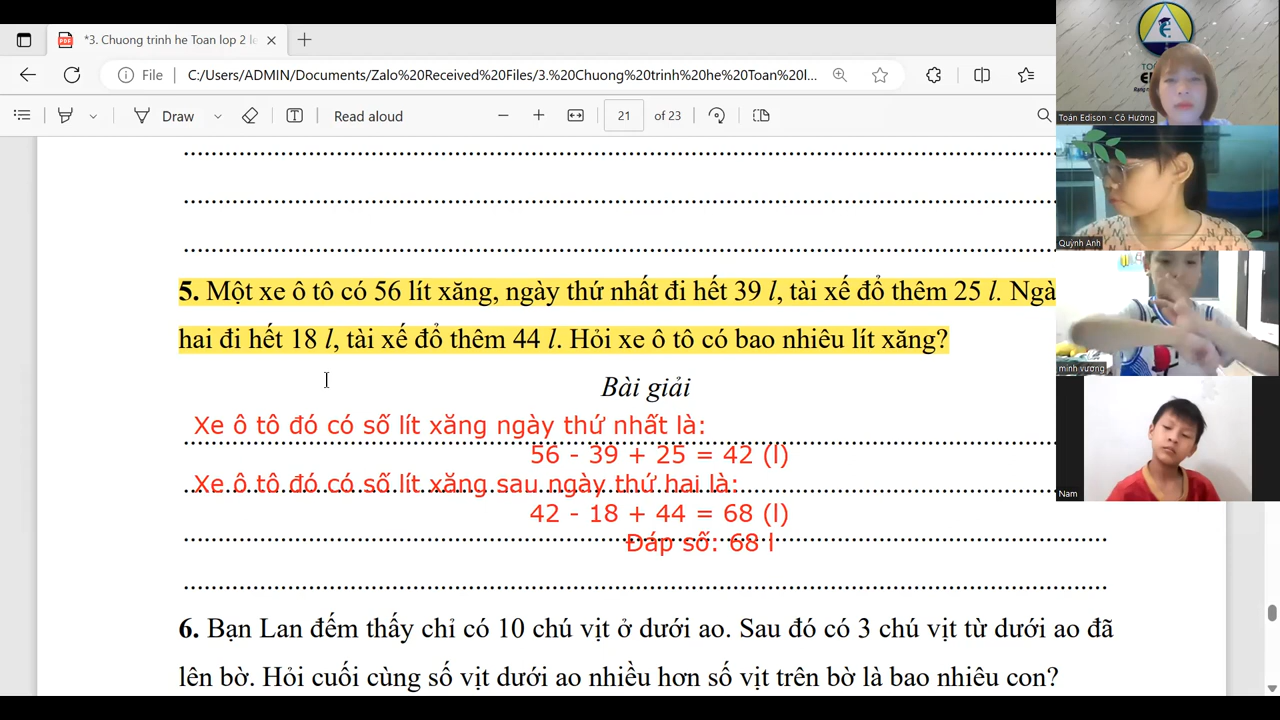 *3. Chuong trinh he Toan lop 2 le
File
C:/Users/ADMIN/Documents/Zalo%20Received%20Files/3.%20Chuong%20trinh%20he%20Toan%20l...
Draw
Read aloud
21
of 23
5. Một xe ô tô có 56 lít xăng, ngày thứ nhất đi hết 39 l, tài xế đổ thêm 25 l. Ngà
hai đi hết 18 l, tài xế đổ thêm 44 l. Hỏi xe ô tô có bao nhiêu lít xăng?
Bài giải
Xe ô tô đó có số lít xăng ngày thứ nhất là:
56 - 39 + 25 = 42 (l)
Xe ô tô đó có số lít xăng sau ngày thứ hai là:
42 - 18 + 44 = 68 (l)
Đáp số: 68 l
6. Bạn Lan đếm thấy chỉ có 10 chú vịt ở dưới ao. Sau đó có 3 chú vịt từ dưới ao đã
lên bờ. Hỏi cuối cùng số vịt dưới ao nhiều hơn số vịt trên bờ là bao nhiêu con?
Toán Edison - Cô Hường
Quỳnh Anh
minh vương
Nam